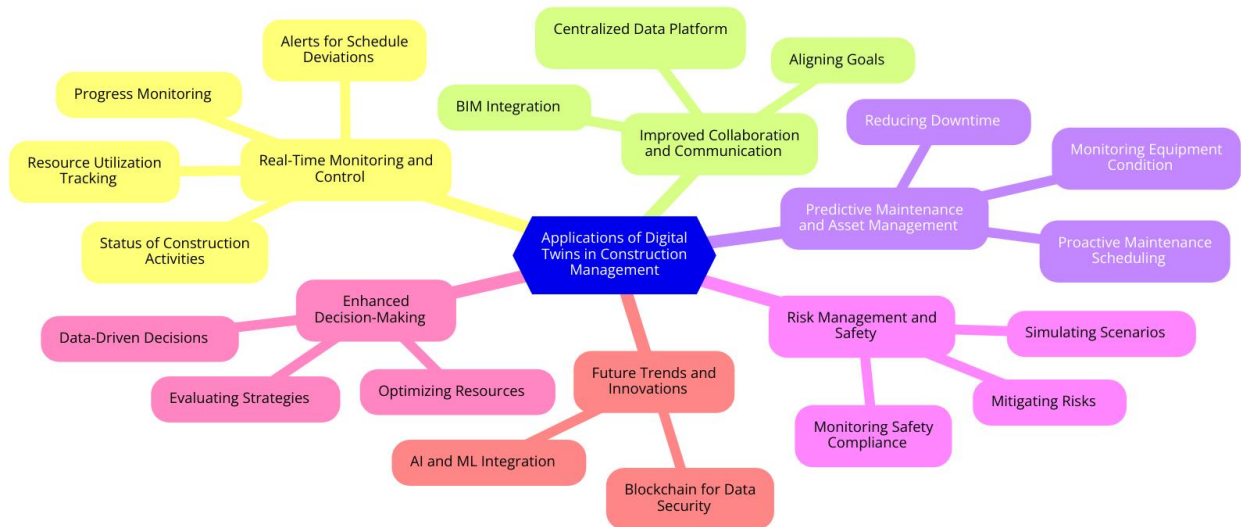 Applications of Digital
Twins in Construction
Management
Real-Time Monitoring and
Control
Alerts for Schedule
Deviations
Progress Monitoring
Resource Utilization
Tracking
Status of Construction
Activities
Improved Collaboration
and Communication
Centralized Data Platform
Aligning Goals
BIM Integration
Predictive Maintenance
and Asset Management
Reducing Downtime
Monitoring Equipment
Condition
Proactive Maintenance
Scheduling
Risk Management and
Safety
Simulating Scenarios
Mitigating Risks
Monitoring Safety
Compliance
Future Trends and
Innovations
AI and ML Integration
Blockchain for Data
Security
Enhanced
Decision-Making
Data-Driven Decisions
Evaluating Strategies
Optimizing Resources